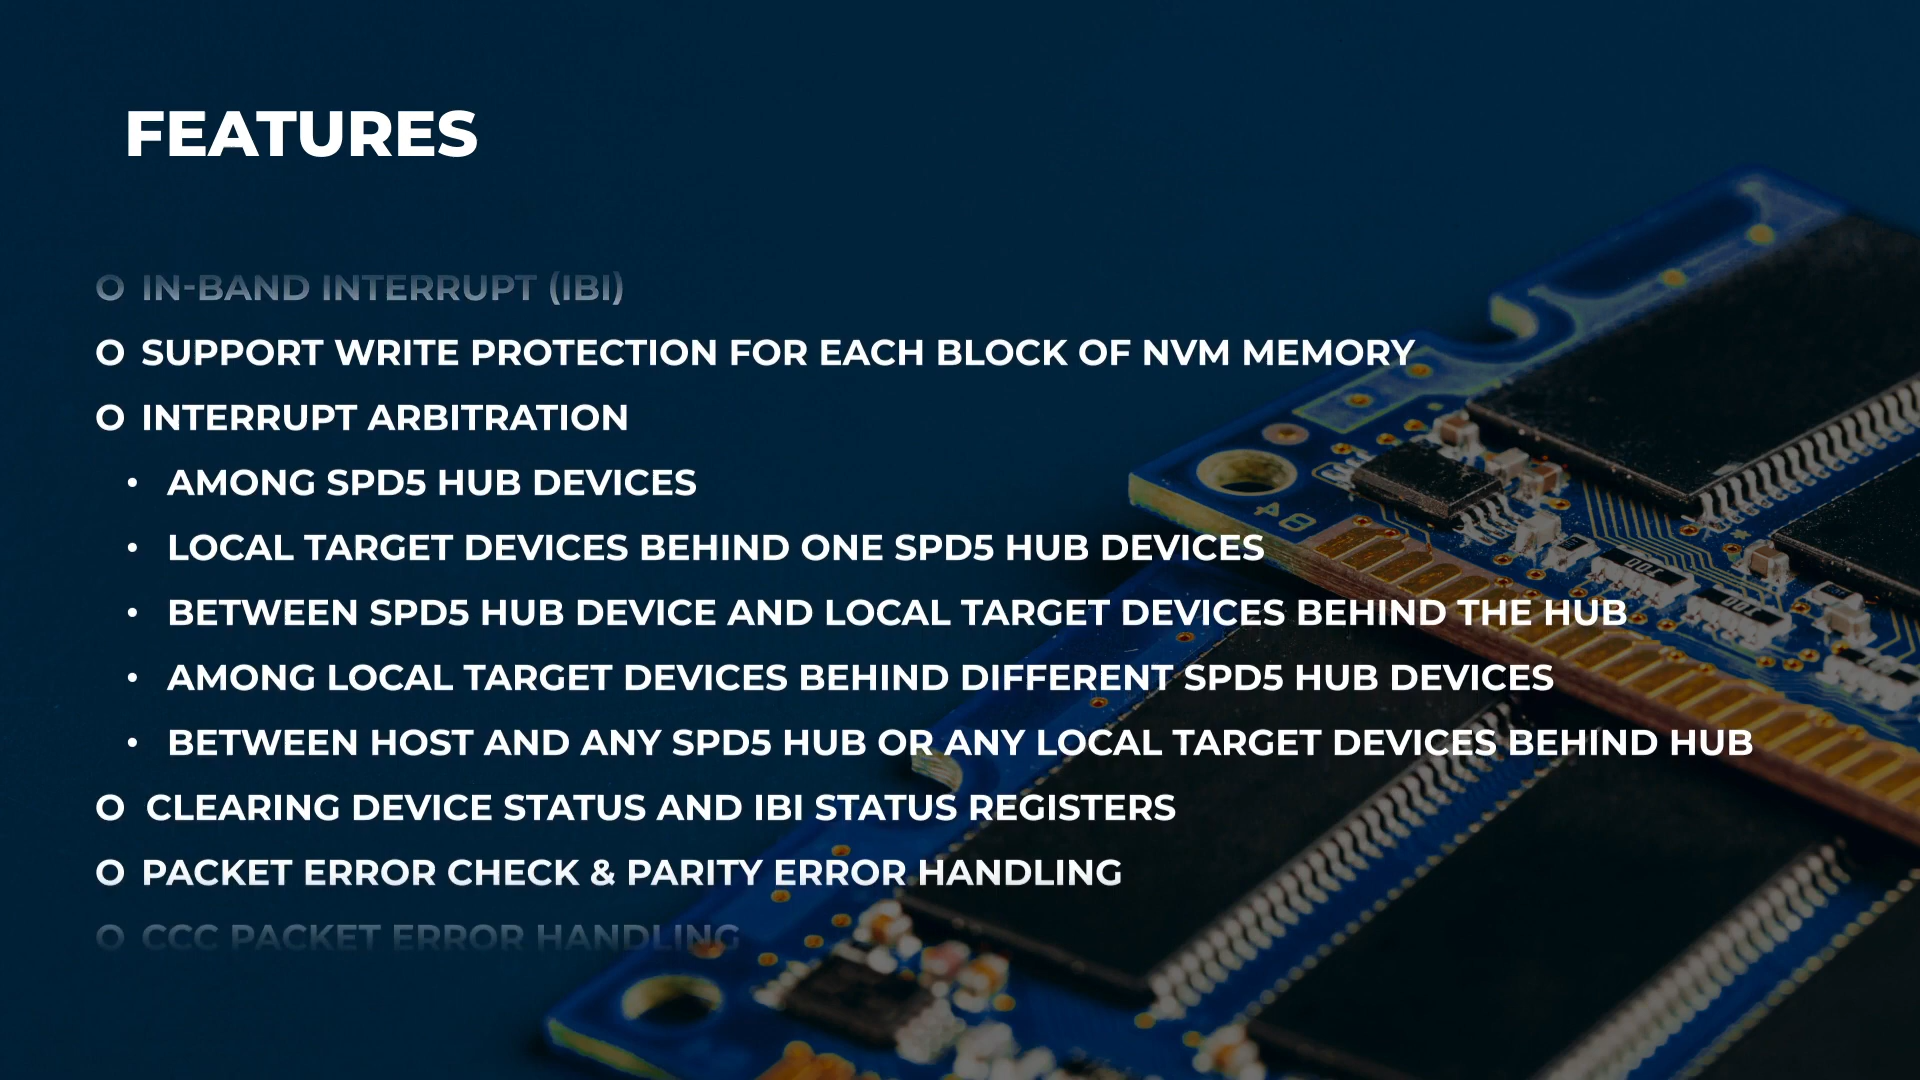 FEATURES
O IN-BAND INTERRUPT (IBI)
O SUPPORT WRITE PROTECTION FOR EACH BLOCK OF NVM MEMORY
O INTERRUPT ARBITRATION
• AMONG SPD5 HUB DEVICES
• LOCAL TARGET DEVICES BEHIND ONE SPD5 HUB DEVICES
• BETWEEN SPD5 HUB DEVICE AND LOCAL TARGET DEVICES BEHIND THE HUB
• AMONG LOCAL TARGET DEVICES BEHIND DIFFERENT SPD5 HUB DEVICES
• BETWEEN HOST AND ANY SPD5 HUB OR ANY LOCAL TARGET DEVICES BEHIND HUB
O CLEARING DEVICE STATUS AND IBI STATUS REGISTERS
O PACKET ERROR CHECK & PARITY ERROR HANDLING
O CCC PACKET ERROR HANDLING